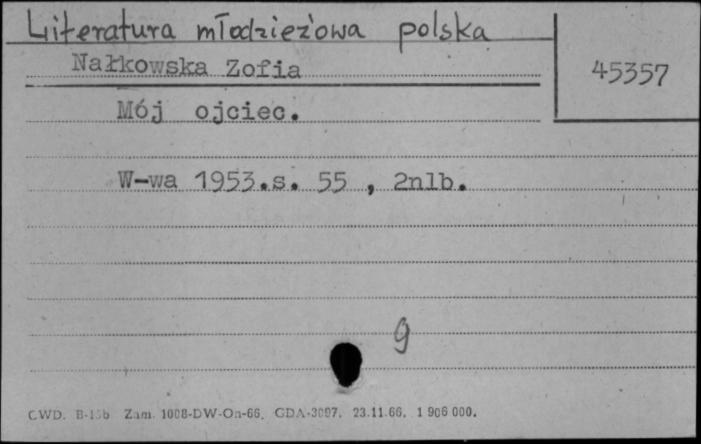 Literatura młodzieżowa polska
Nałkowska Zofia
45357
Mój ojciec.
W-wa 1953.s. 55 , 2nlb.
g
CWD. B-15b Zam. 1008-DW-On-66. GDA-3097. 23.11.66. 1 906 000.